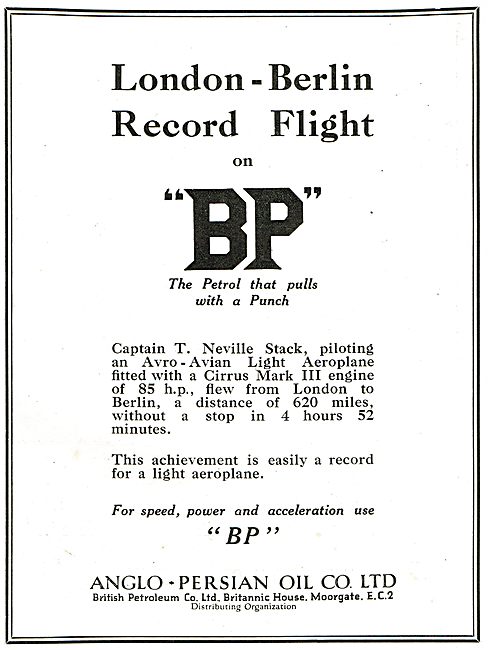 London - Berlin
Record Flight
on
“BP”
The Petrol that pulls
with a Punch
Captain T. Neville Stack, piloting
an Avro-Avian Light Aeroplane
fitted with a Cirrus Mark III engine
of 85 h.p., flew from London to
Berlin, a distance of 620 miles,
without a stop in 4 hours 52
minutes.
This achievement is easily a record
for a light aeroplane.
For speed, power and acceleration use
“BP”
ANGLO-PERSIAN OIL CO. LTD
British Petroleum Co. Ltd., Britannic House, Moorgate, E.C.2
Distributing Organization